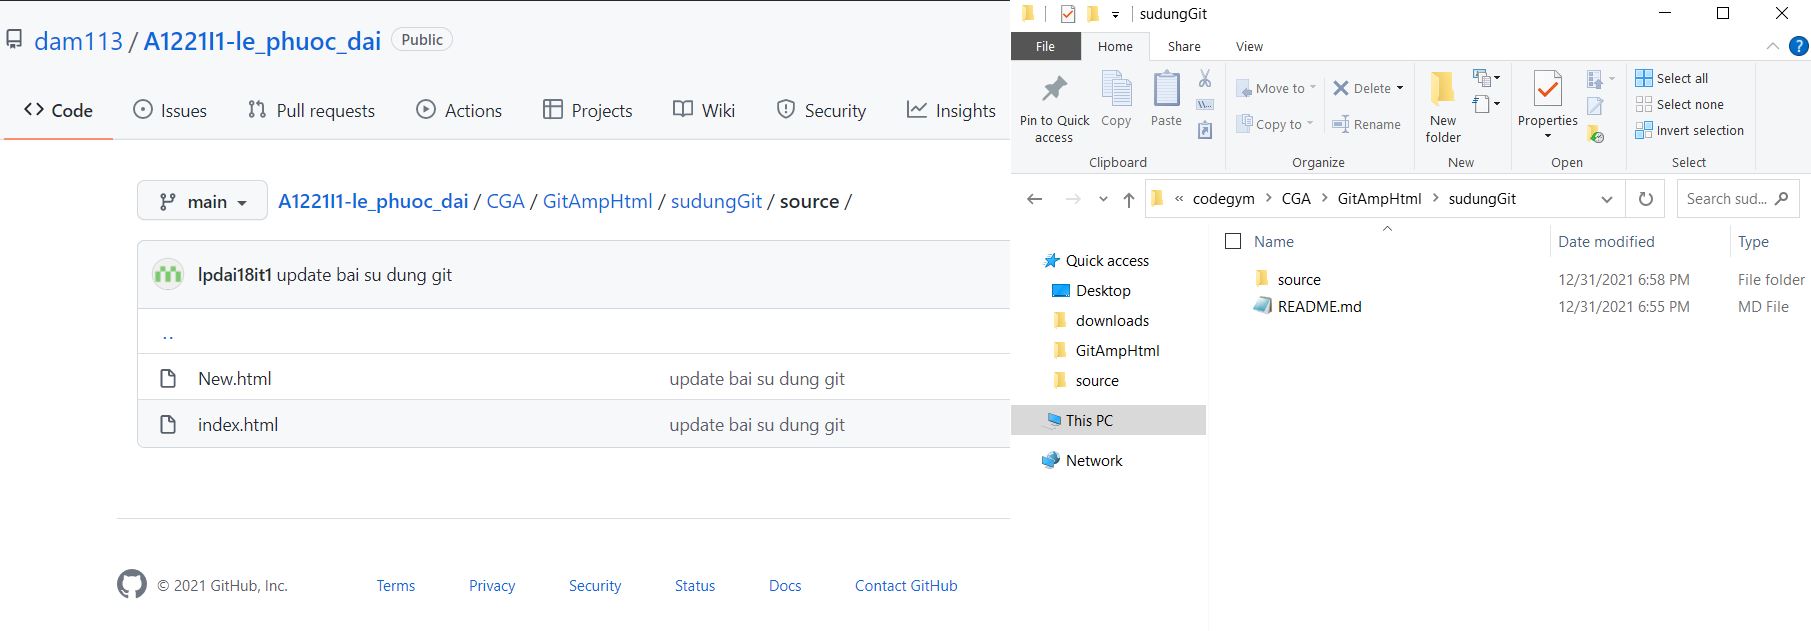 dam113 / A1221I1-le_phuoc_dai Public
Code Issues Pull requests Actions Projects Wiki Security Insights
main A1221I1-le_phuoc_dai / CGA / GitAmpHtml / sudungGit / source /
lpdai18it1 update bai su dung git
..
New.html update bai su dung git
index.html update bai su dung git
© 2021 GitHub, Inc. Terms Privacy Security Status Docs Contact GitHub
sudungGit
File Home Share View
Pin to Quick access
Copy
Paste
Clipboard
Move to
Copy to
Delete
Rename
Organize
New folder
New
Properties
Open
Select all
Select none
Invert selection
Select
« codegym > CGA > GitAmpHtml > sudungGit
Search sud...
Name Date modified Type
source 12/31/2021 6:58 PM File folder
README.md 12/31/2021 6:55 PM MD File
Quick access
Desktop
downloads
GitAmpHtml
source
This PC
Network